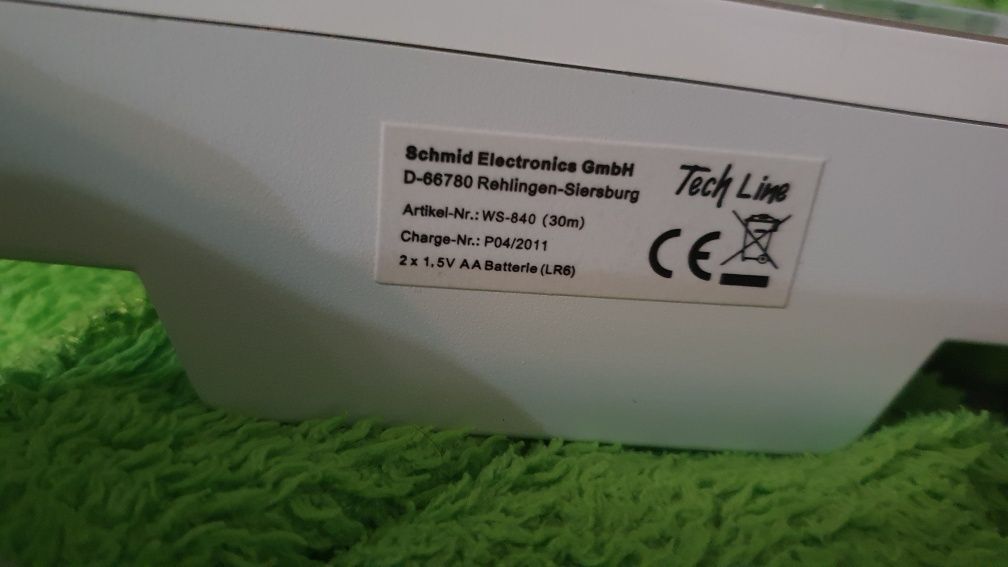 Schmid Electronics GmbH
D-66780 Rehlingen-Siersburg
Artikel-Nr.: WS-840 (30m)
Charge-Nr.: P04/2011
2 x 1,5V AA Batterie (LR6)
Tech Line
CE